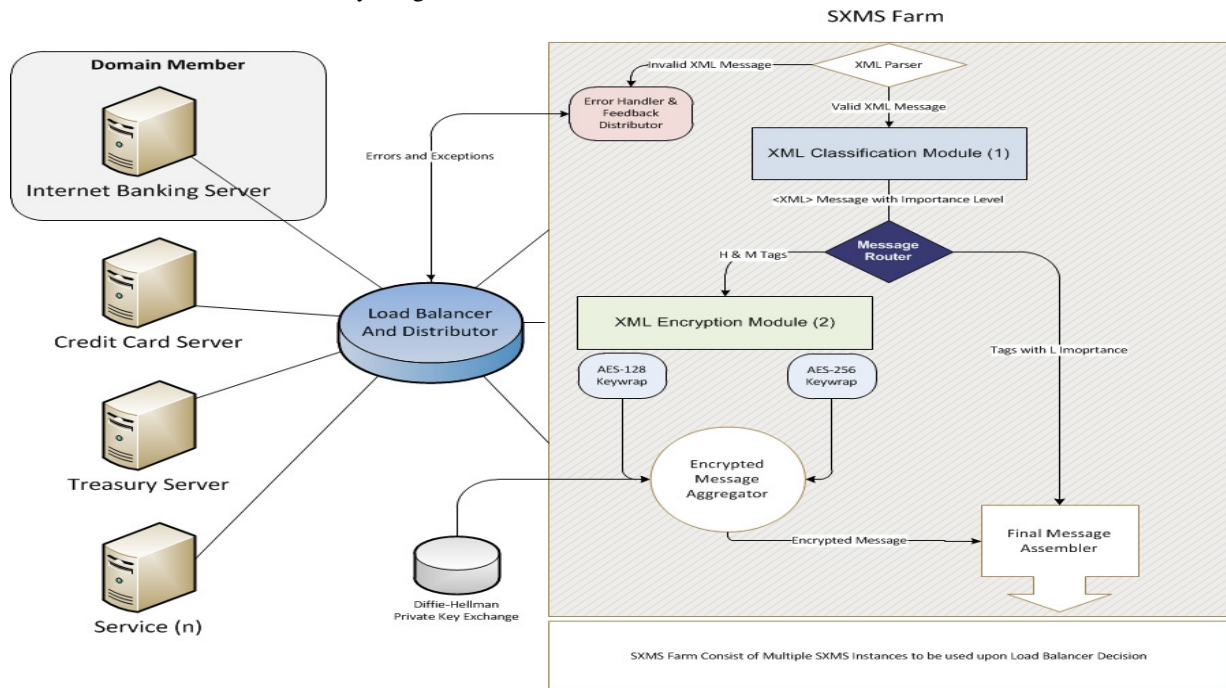 SXMS Farm
Domain Member
Internet Banking Server
Credit Card Server
Treasury Server
Service (n)
Load Balancer
And Distributor
Errors and Exceptions
Invalid XML Message
XML Parser
Error Handler &
Feedback
Distributor
Valid XML Message
XML Classification Module (1)
<XML> Message with Importance Level
Message
Router
H & M Tags
XML Encryption Module (2)
AES-128
Keywrap
AES-256
Keywrap
Tags with L Imoprtance
Encrypted
Message
Aggregator
Encrypted Message
Final Message
Assembler
Diffie-Hellman
Private Key Exchange
SXMS Farm Consist of Multiple SXMS Instances to be used upon Load Balancer Decision